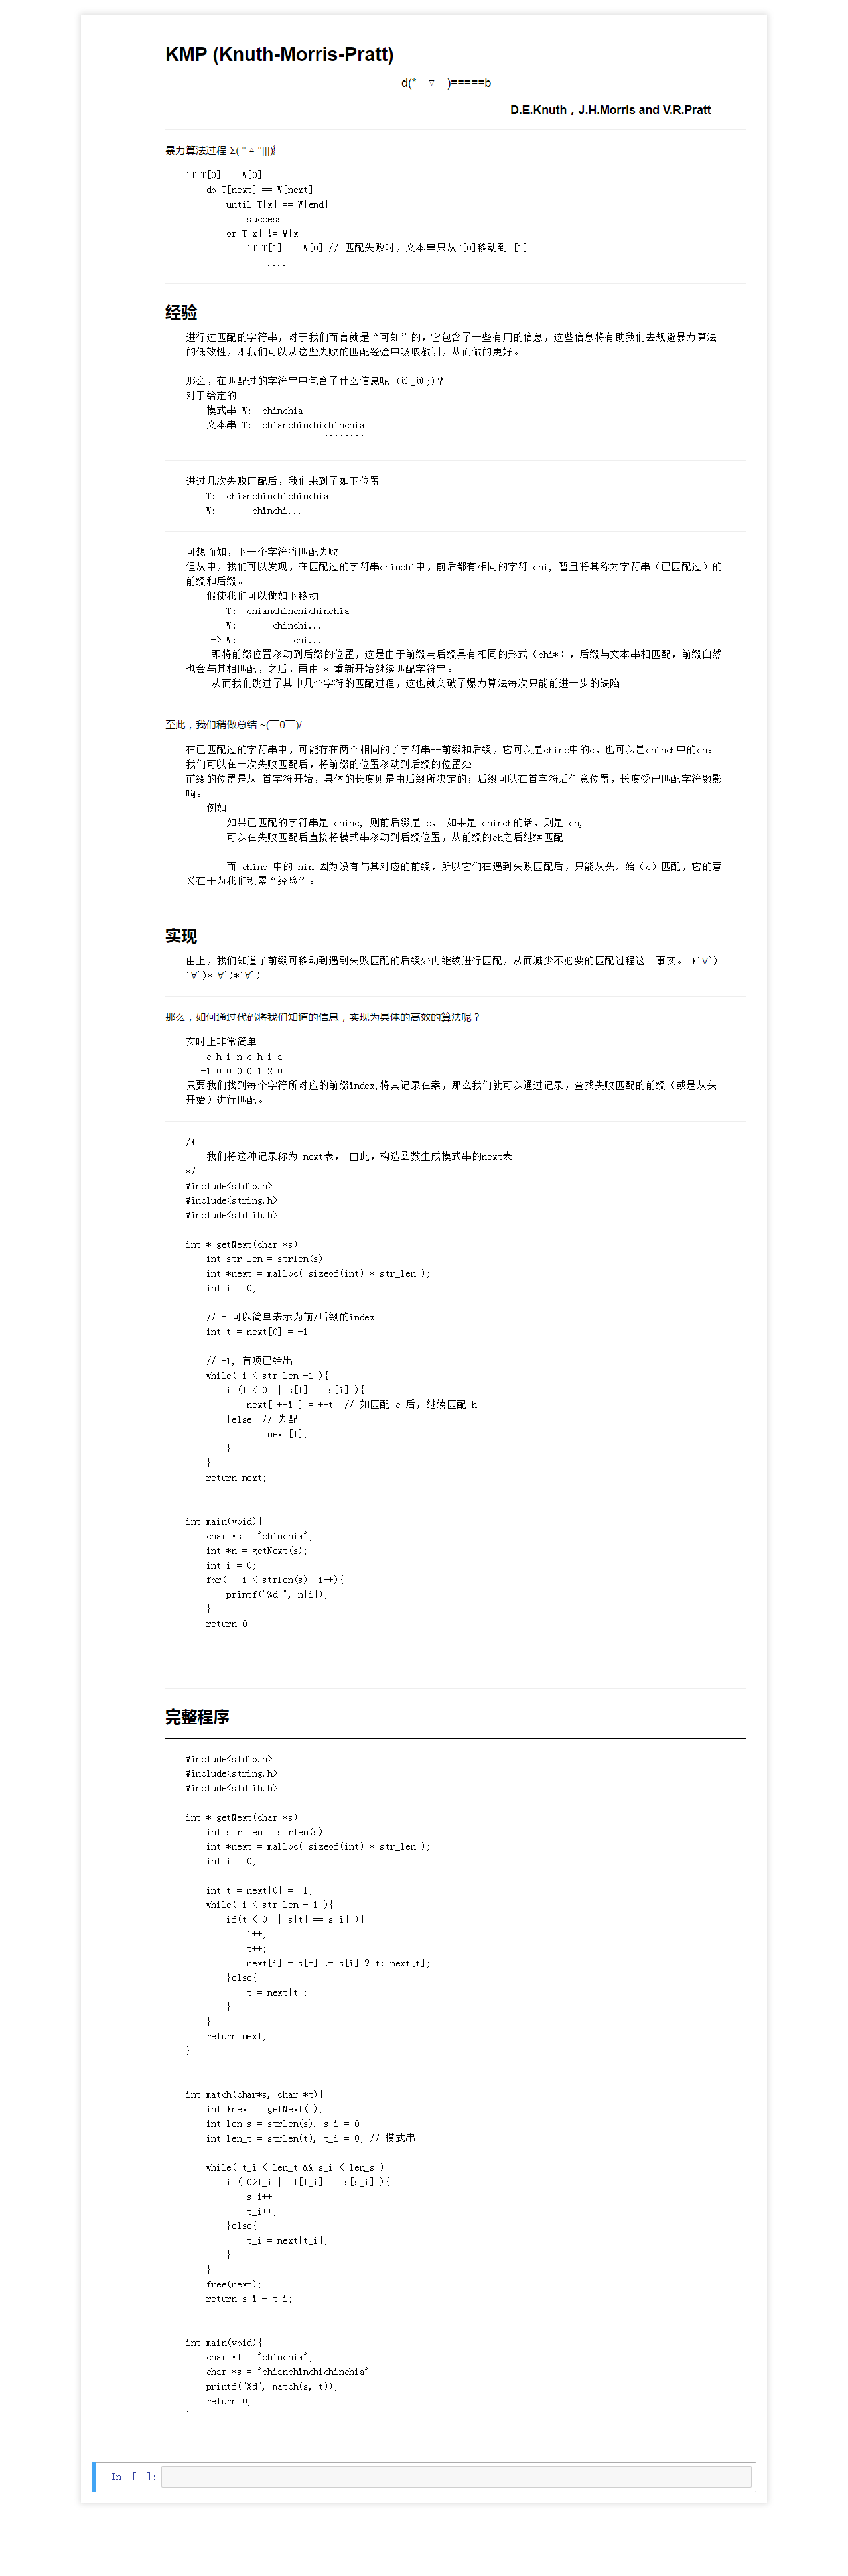 KMP (Knuth-Morris-Pratt)
d(*￣▽￣)=====b
D.E.Knuth，J.H.Morris and V.R.Pratt
暴力算法过程 Σ( ° △ °|||)
if T[0] == W[0]
    do T[next] == W[next]
        until T[x] == W[end]
            success
        or T[x] != W[x]
            if T[1] == W[0] // 匹配失败时，文本串只从T[0]移动到T[1]
                ....
经验
进行过匹配的字符串，对于我们而言就是“可知”的，它包含了一些有用的信息，这些信息将有助我们去规避暴力算法
的低效性，即我们可以从这些失败的匹配经验中吸取教训，从而做的更好。
那么，在匹配过的字符串中包含了什么信息呢 (@_@;)?
对于给定的
    模式串 W:  chinchia
    文本串 T:  chianchinchichinchia
                           ^^^^^^^^
进过几次失败匹配后，我们来到了如下位置
    T:  chianchinchichinchia
    W:       chinchi...
可想而知，下一个字符将匹配失败
但从中，我们可以发现，在匹配过的字符串chinchi中，前后都有相同的字符 chi, 暂且将其称为字符串（已匹配过）的
前缀和后缀。
    假使我们可以做如下移动
        T:  chianchinchichinchia
        W:       chinchi...
     -> W:           chi...
     即将前缀位置移动到后缀的位置，这是由于前缀与后缀具有相同的形式（chi*），后缀与文本串相匹配，前缀自然
也会与其相匹配，之后，再由 * 重新开始继续匹配字符串。
     从而我们跳过了其中几个字符的匹配过程，这也就突破了爆力算法每次只能前进一步的缺陷。
至此，我们稍做总结 ~(￣0￣)/
在已匹配过的字符串中，可能存在两个相同的子字符串--前缀和后缀，它可以是chinc中的c，也可以是chinch中的ch。
我们可以在一次失败匹配后，将前缀的位置移动到后缀的位置处。
前缀的位置是从 首字符开始，具体的长度则是由后缀所决定的；后缀可以在首字符后任意位置，长度受已匹配字符数影
响。
    例如
        如果已匹配的字符串是 chinc, 则前后缀是 c， 如果是 chinch的话，则是 ch,
        可以在失败匹配后直接将模式串移动到后缀位置，从前缀的ch之后继续匹配
        而 chinc 中的 hin 因为没有与其对应的前缀，所以它们在遇到失败匹配后，只能从头开始（c）匹配，它的意
义在于为我们积累“经验”。
实现
由上，我们知道了前缀可移动到遇到失败匹配的后缀处再继续进行匹配，从而减少不必要的匹配过程这一事实。 *'∀`)
'∀`)*'∀`)*'∀`)
那么，如何通过代码将我们知道的信息，实现为具体的高效的算法呢？
实时上非常简单
    c h i n c h i a
   -1 0 0 0 0 1 2 0
只要我们找到每个字符所对应的前缀index,将其记录在案，那么我们就可以通过记录，查找失败匹配的前缀（或是从头
开始）进行匹配。
/*
    我们将这种记录称为 next表， 由此，构造函数生成模式串的next表
*/
#include<stdio.h>
#include<string.h>
#include<stdlib.h>
int * getNext(char *s){
    int str_len = strlen(s);
    int *next = malloc( sizeof(int) * str_len );
    int i = 0;
    // t 可以简单表示为前/后缀的index
    int t = next[0] = -1;
    // -1, 首项已给出
    while( i < str_len -1 ){
        if(t < 0 || s[t] == s[i] ){
            next[ ++i ] = ++t; // 如匹配 c 后，继续匹配 h
        }else{ // 失配
            t = next[t];
        }
    }
    return next;
}
int main(void){
    char *s = "chinchia";
    int *n = getNext(s);
    int i = 0;
    for( ; i < strlen(s); i++){
        printf("%d ", n[i]);
    }
    return 0;
}
完整程序
#include<stdio.h>
#include<string.h>
#include<stdlib.h>
int * getNext(char *s){
    int str_len = strlen(s);
    int *next = malloc( sizeof(int) * str_len );
    int i = 0;
    int t = next[0] = -1;
    while( i < str_len - 1 ){
        if(t < 0 || s[t] == s[i] ){
            i++;
            t++;
            next[i] = s[t] != s[i] ? t: next[t];
        }else{
            t = next[t];
        }
    }
    return next;
}
int match(char*s, char *t){
    int *next = getNext(t);
    int len_s = strlen(s), s_i = 0;
    int len_t = strlen(t), t_i = 0; // 模式串
    while( t_i < len_t && s_i < len_s ){
        if( 0>t_i || t[t_i] == s[s_i] ){
            s_i++;
            t_i++;
        }else{
            t_i = next[t_i];
        }
    }
    free(next);
    return s_i - t_i;
}
int main(void){
    char *t = "chinchia";
    char *s = "chianchinchichinchia";
    printf("%d", match(s, t));
    return 0;
}
In [ ]: